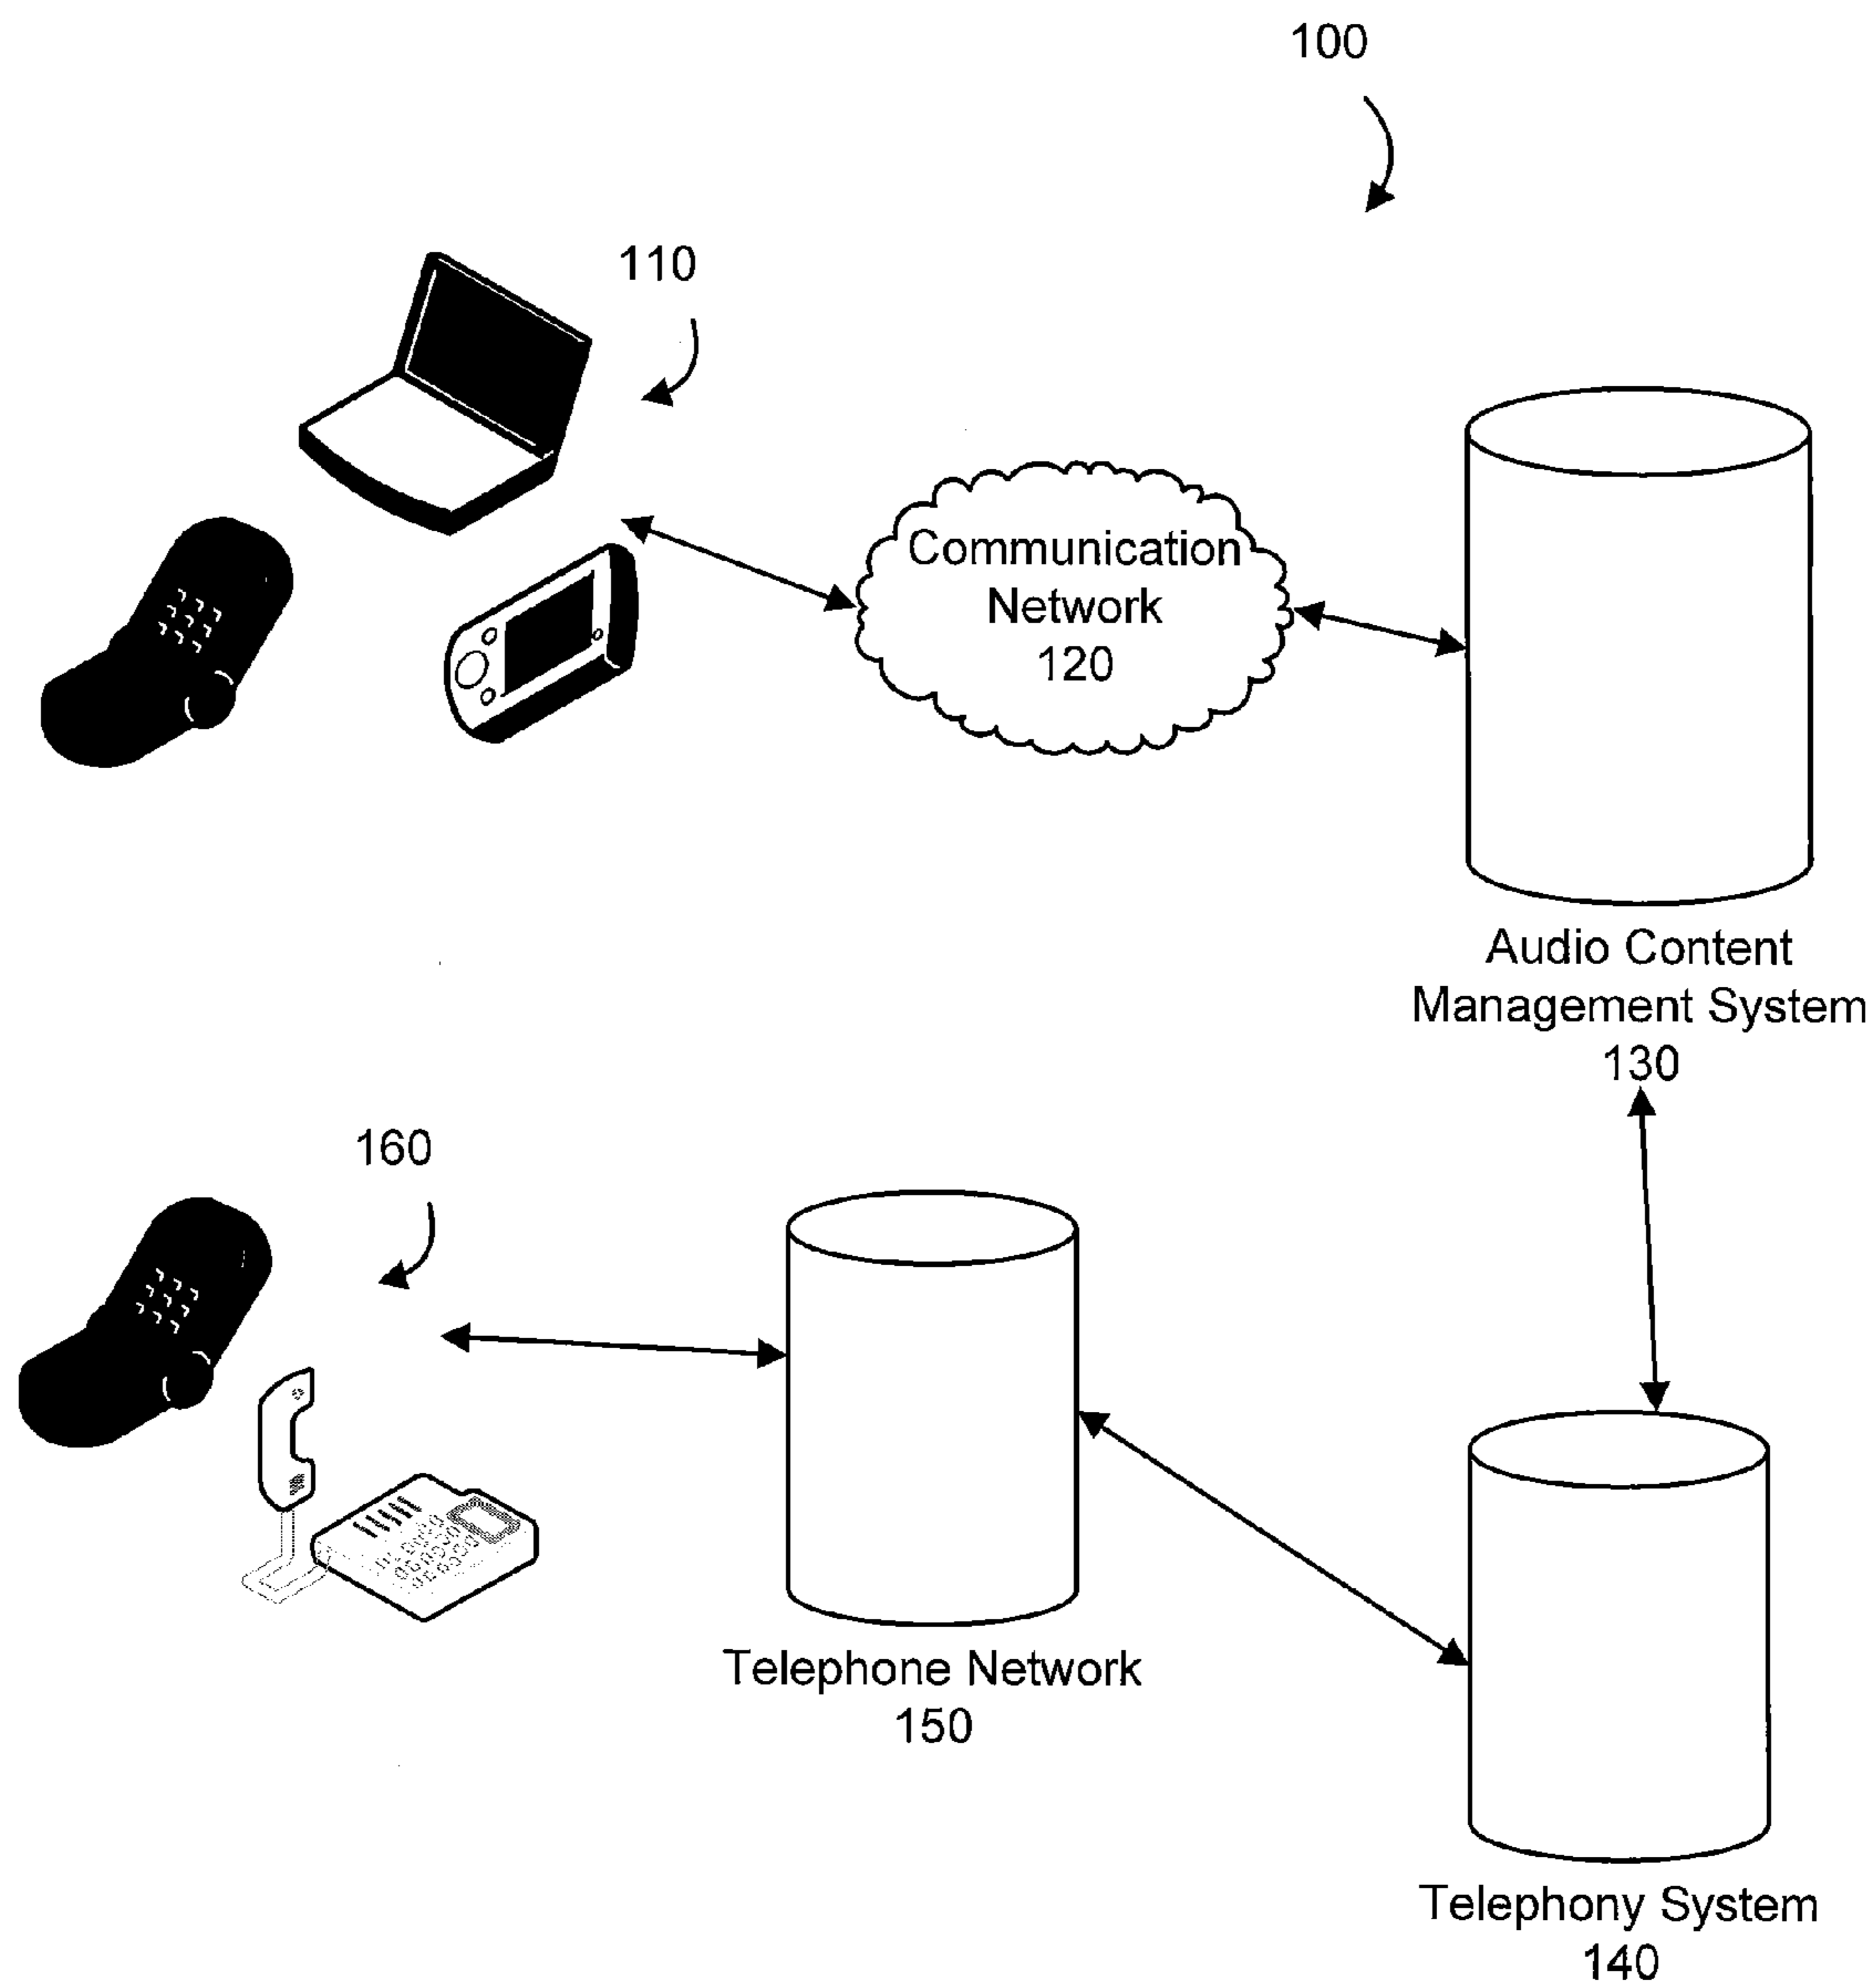 100
110
Communication
Network
120
Audio Content
Management System
130
160
Telephone Network
150
Telephony System
140